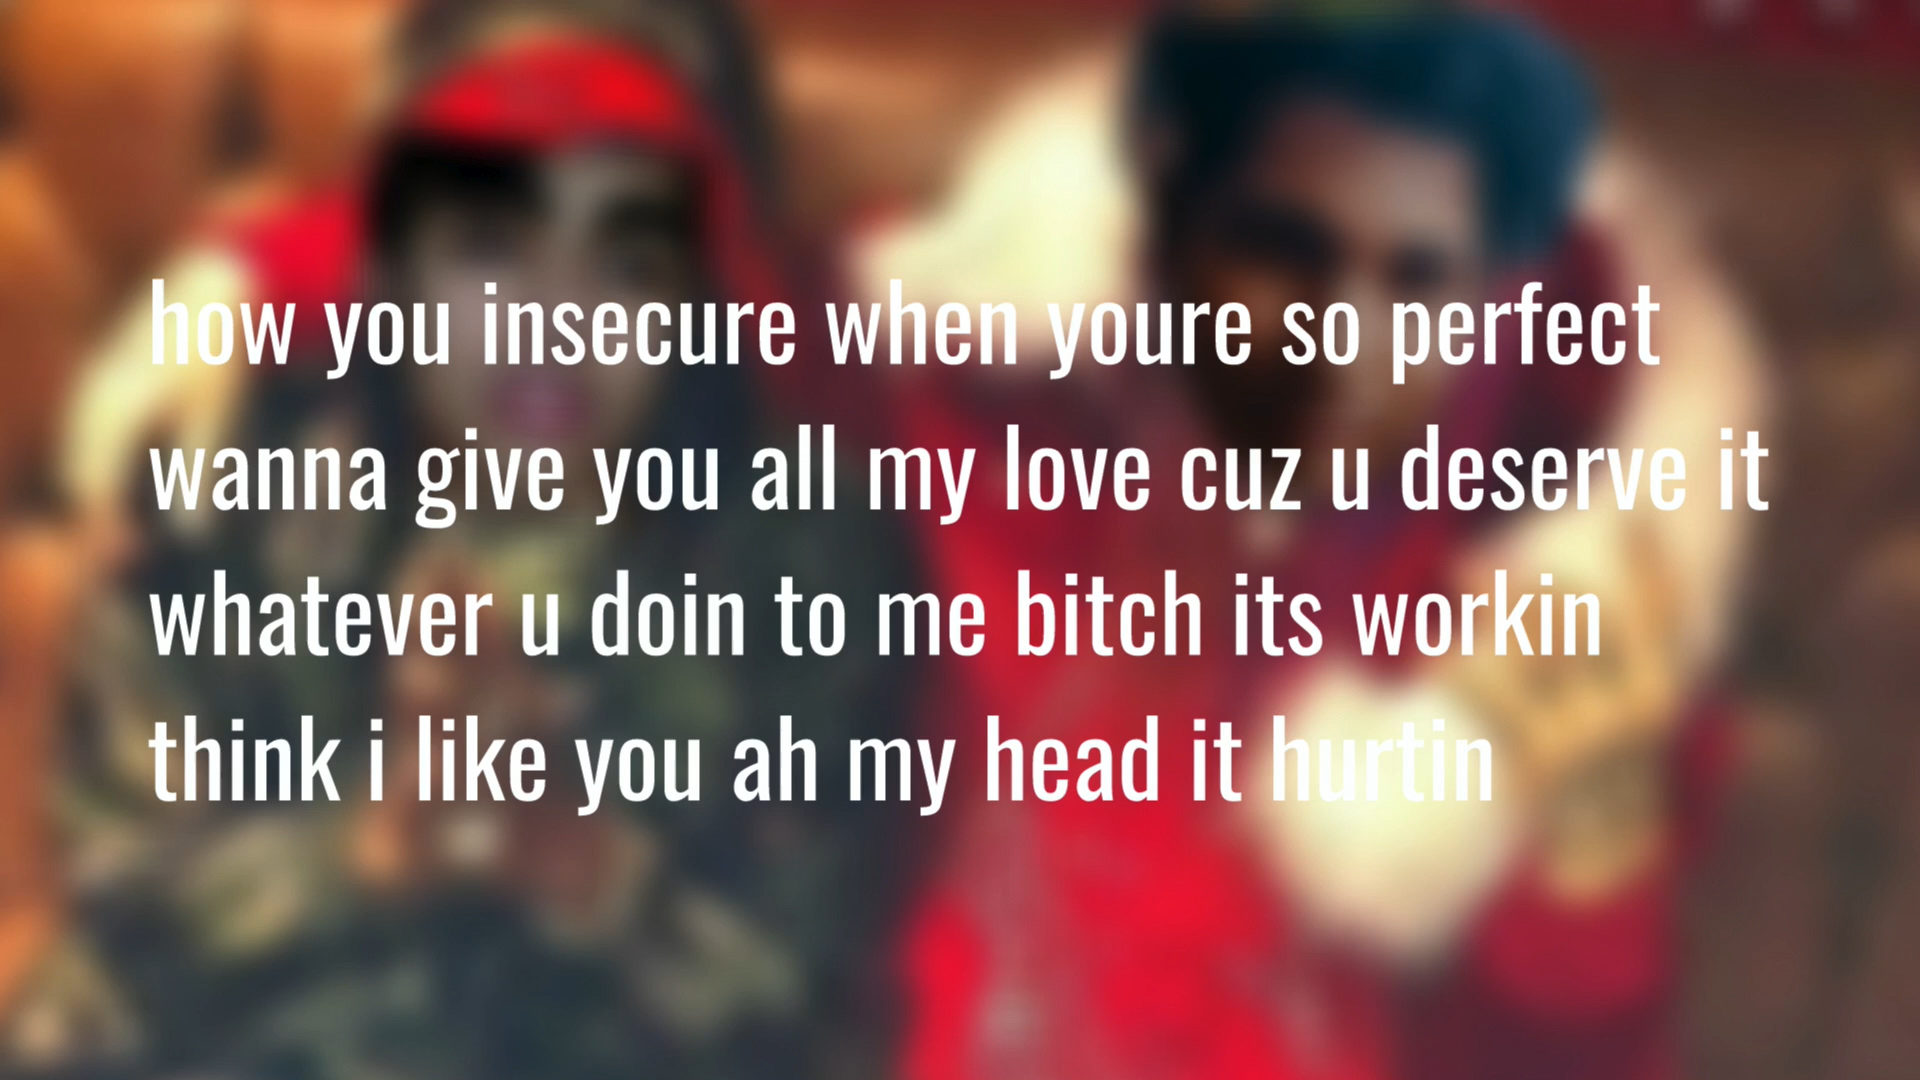 how you insecure when youre so perfect
wanna give you all my love cuz u deserve it
whatever u doin to me bitch its workin
think i like you ah my head it hurtin